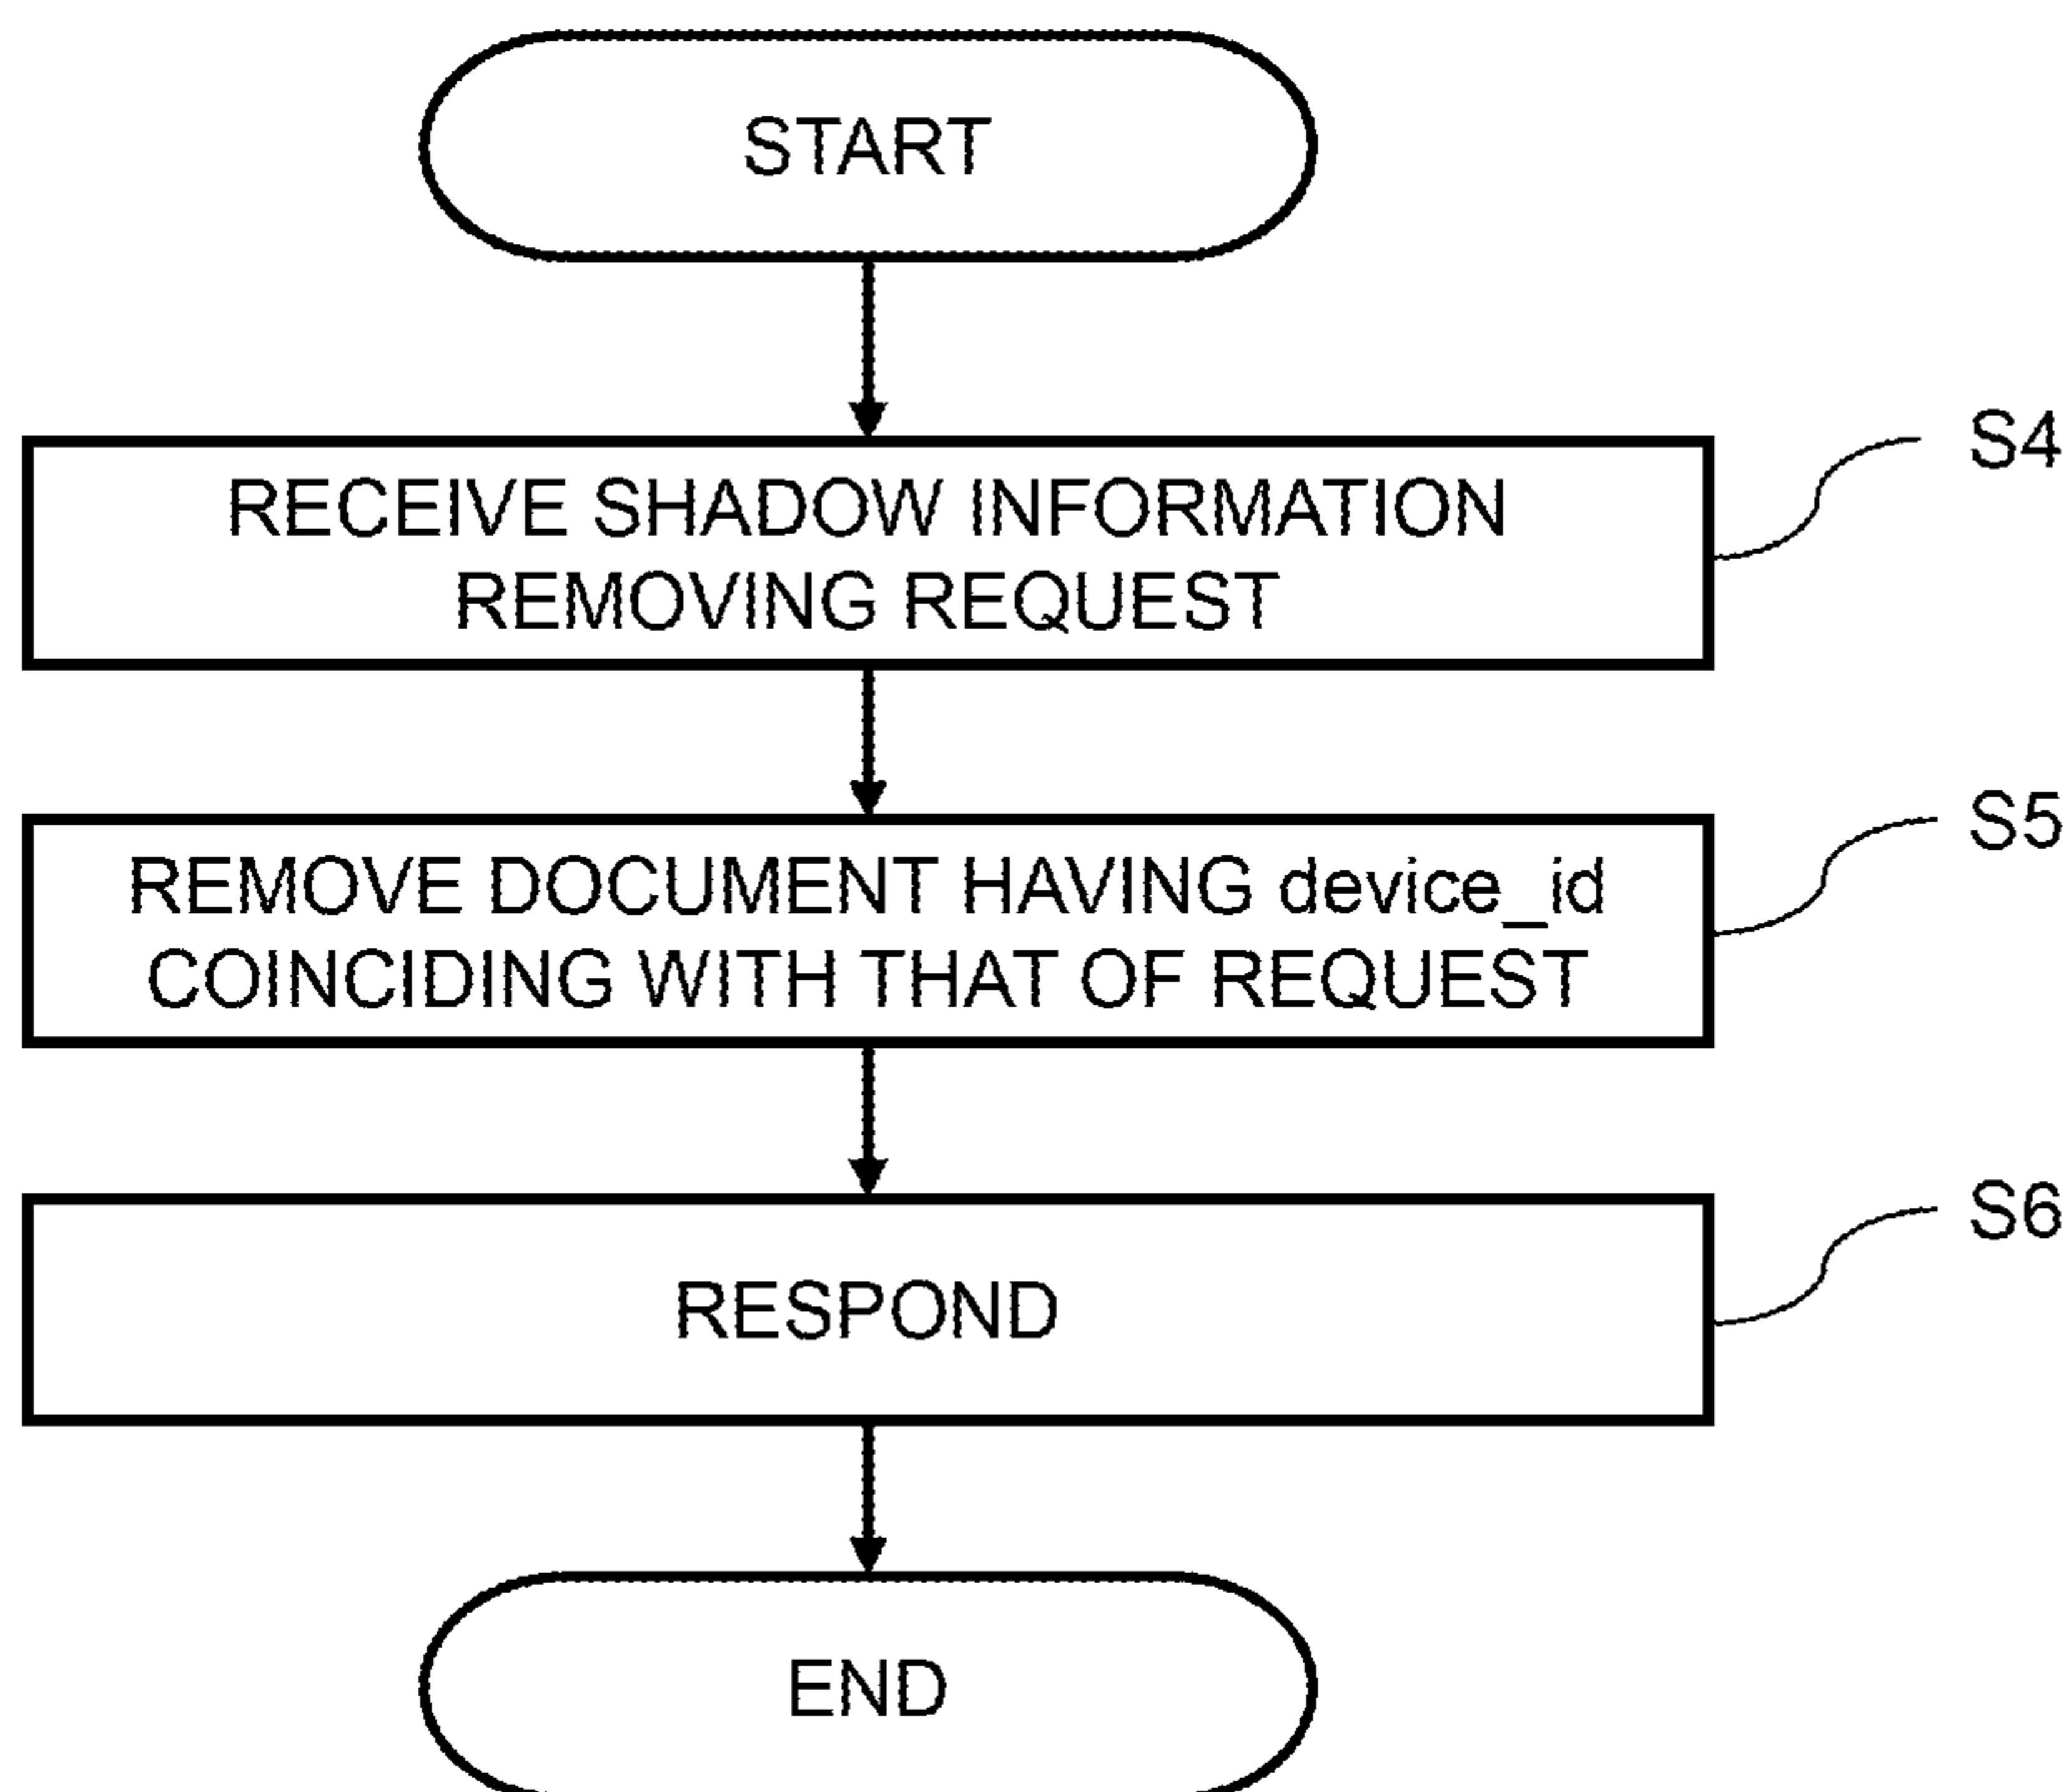 START
S4
RECEIVE SHADOW INFORMATION
REMOVING REQUEST
S5
REMOVE DOCUMENT HAVING device_id
COINCIDING WITH THAT OF REQUEST
S6
RESPOND
END